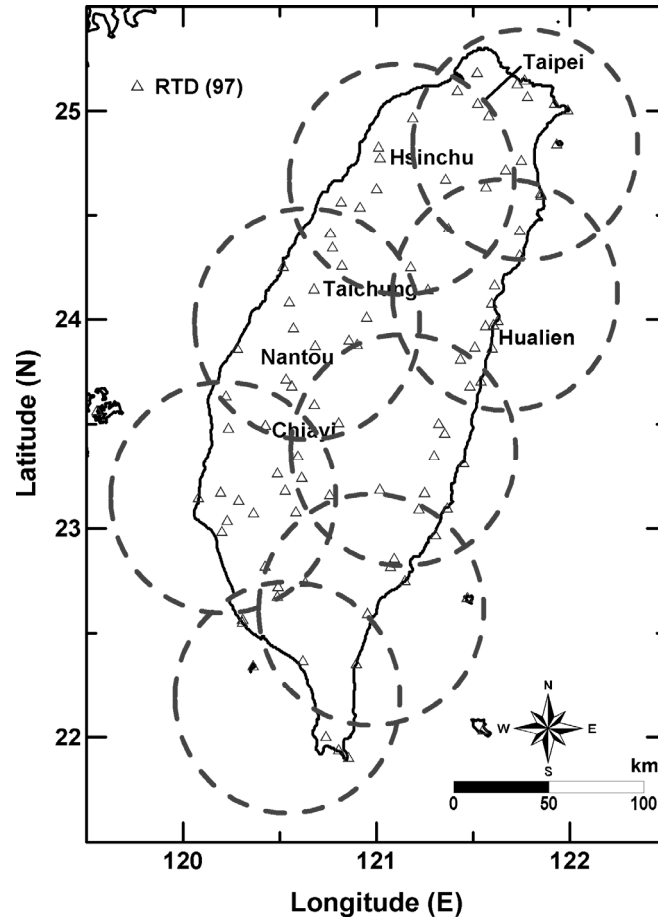 RTD (97)
Taipei
25
Hsinchu
Taichung
24
Hualien
Nantou
Chiayi
23
22
Latitude (N)
N
W
E
S
km
0
50
100
120
121
122
Longitude (E)